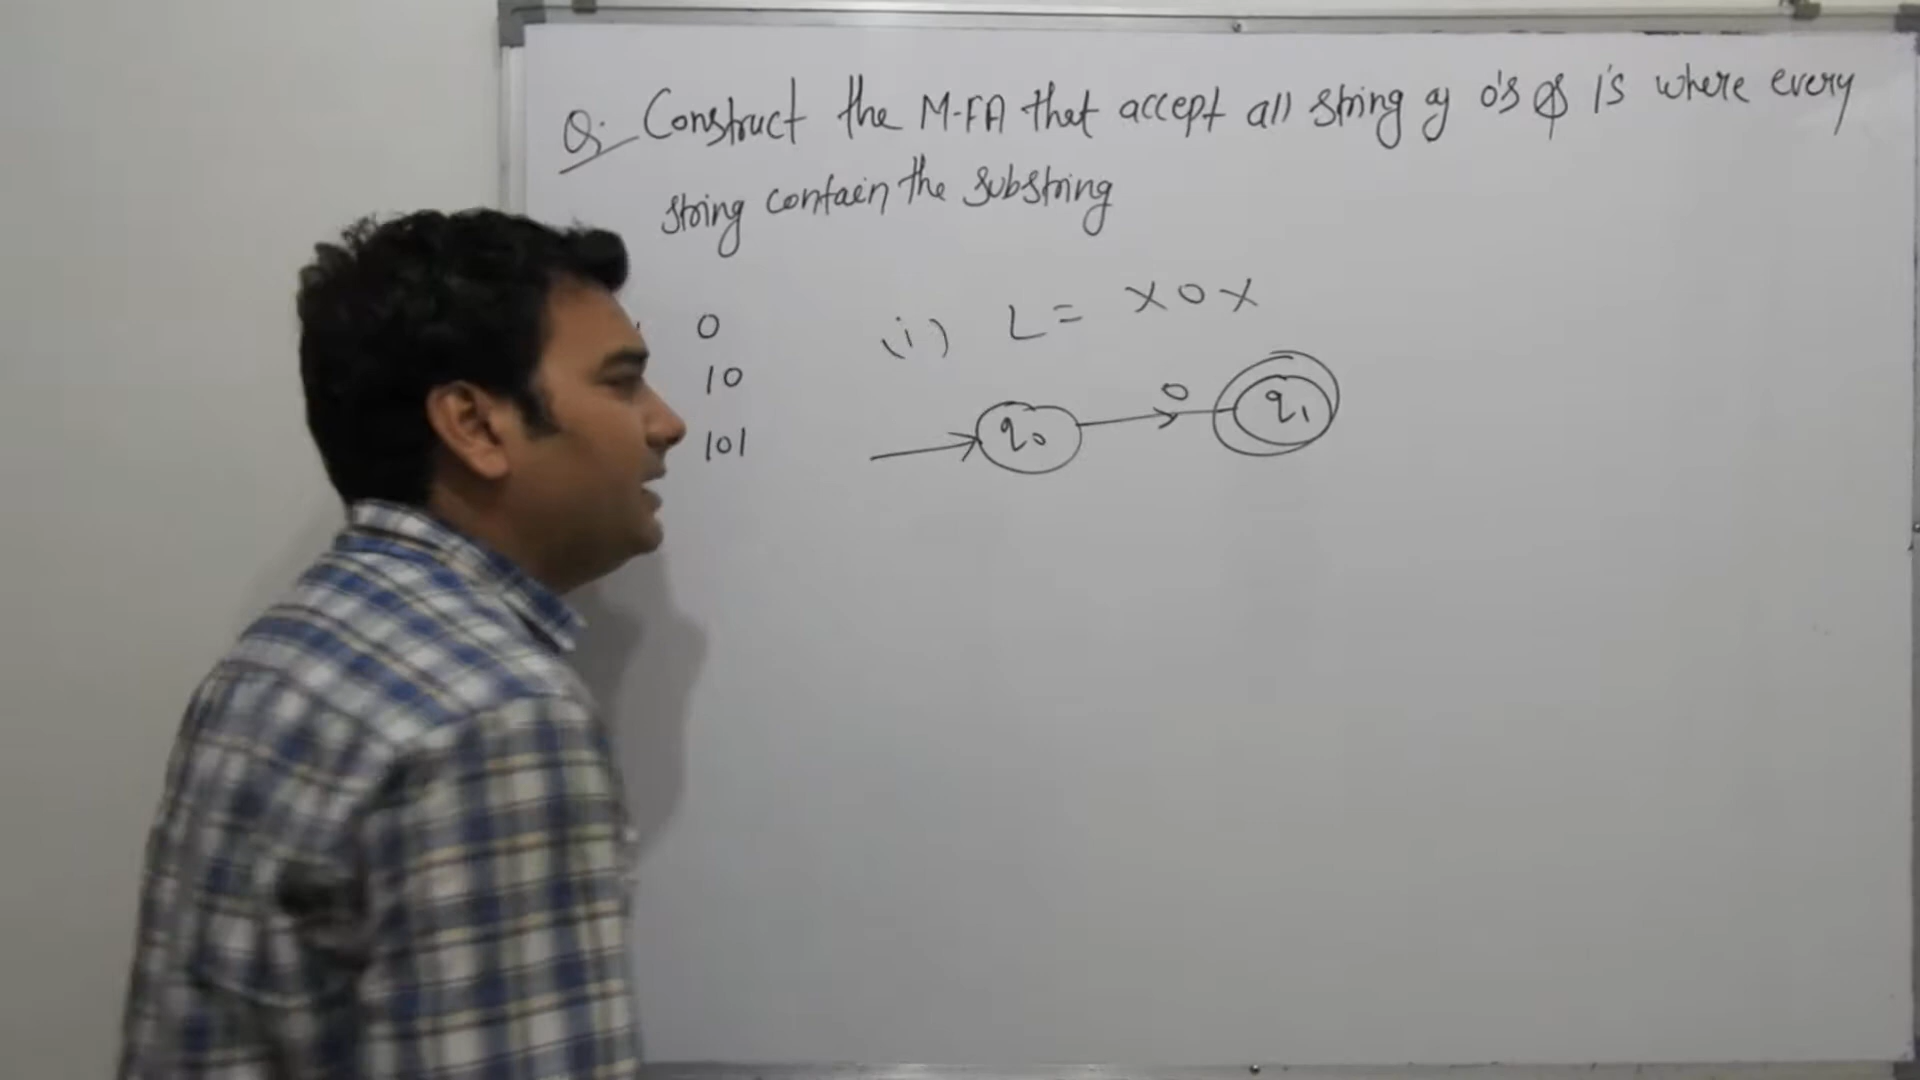 Q:- Construct the M-FA that accept all string of 0's & 1's where every
string contain the substring
0
10
101
(i) L = X 0 X
q0
0
q1